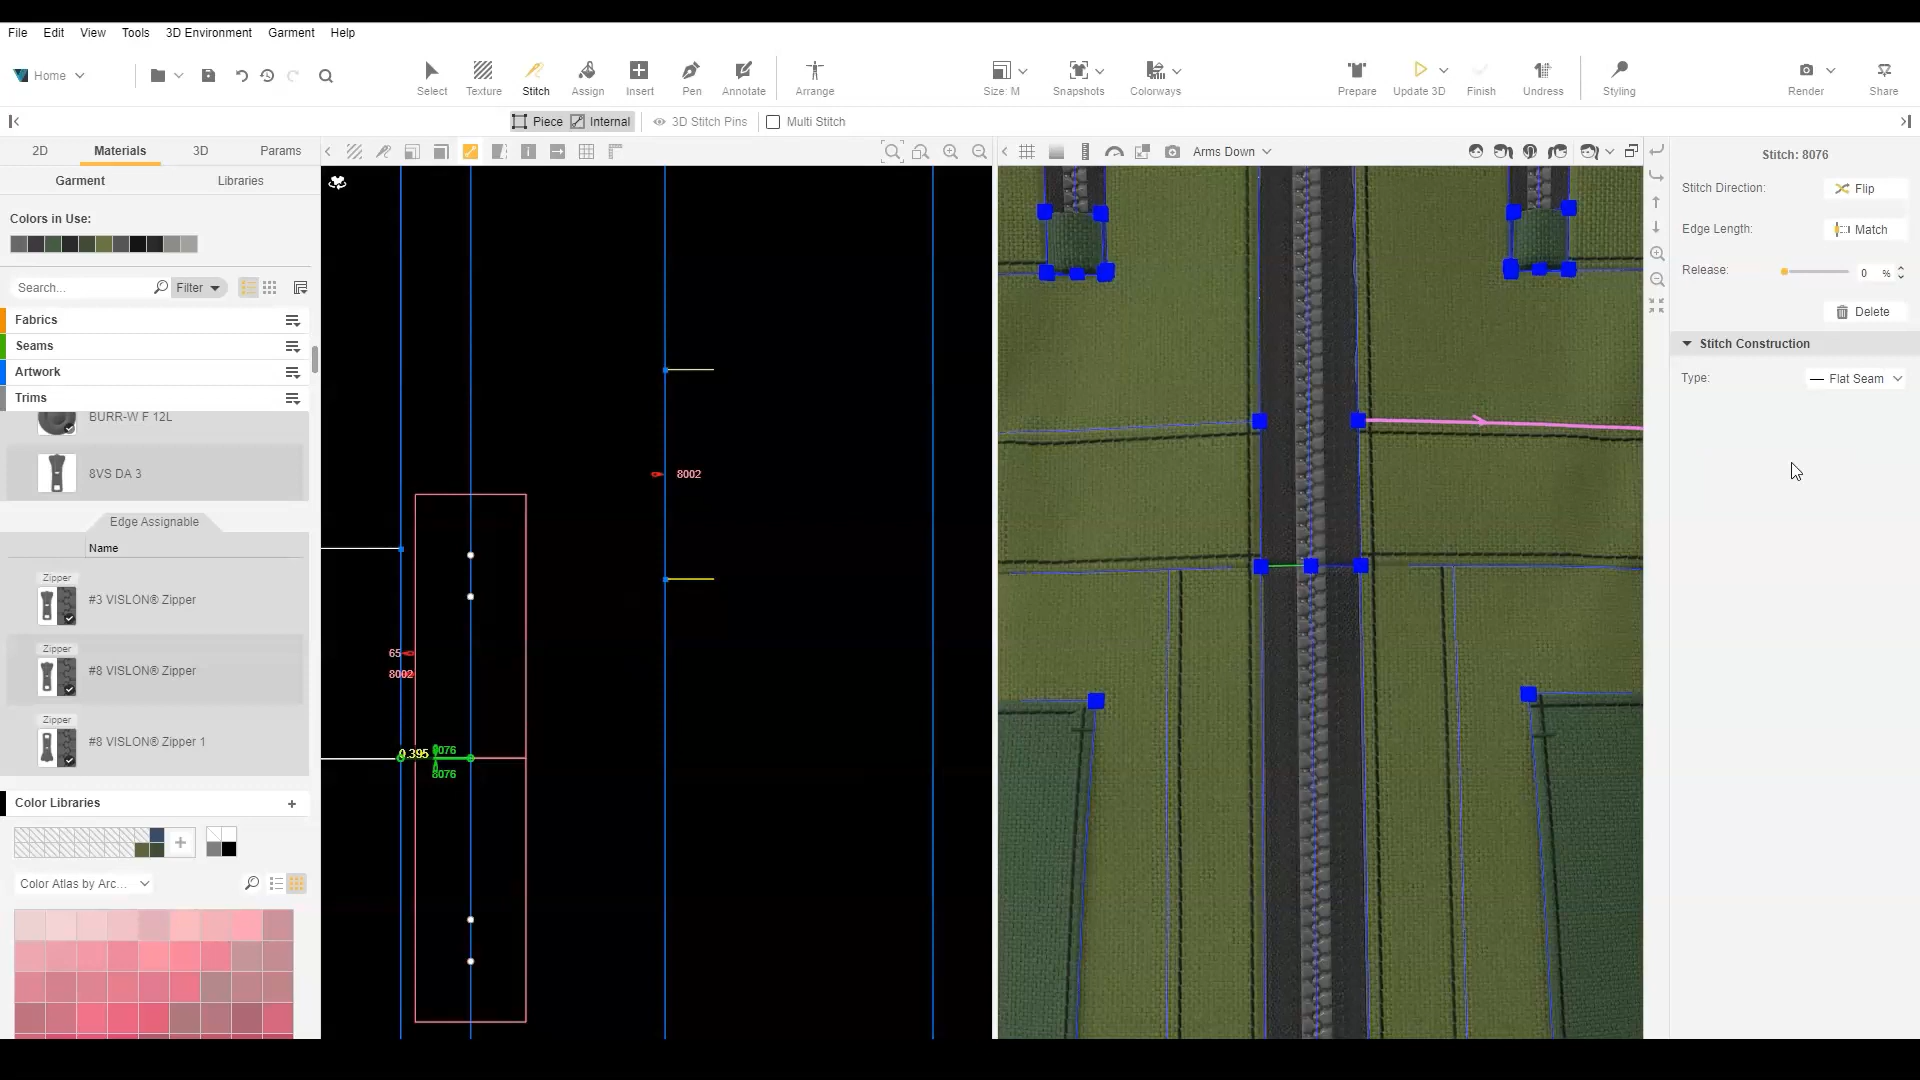 File Edit View Tools 3D Environment Garment Help
Home
Select Texture Stitch Assign Insert Pen Annotate Arrange Size: M Snapshots Colorways Prepare Update 3D Finish Undress Styling Render Share
Piece Internal 3D Stitch Pins Multi Stitch
2D Materials 3D Params
Arms Down
Stitch: 8076
Garment Libraries
Stitch Direction: Flip
Colors in Use:
Edge Length: Match
Release: 0 %
Search... Filter
Delete
Fabrics
Seams
Stitch Construction
Artwork
Type: Flat Seam
Trims
BURR-W F 12L
8VS DA 3
8002
Edge Assignable
Name
Zipper
#3 VISLON® Zipper
Zipper
#8 VISLON® Zipper
65
8002
Zipper
#8 VISLON® Zipper 1
0.395
8076
Color Libraries
Color Atlas by Arc...